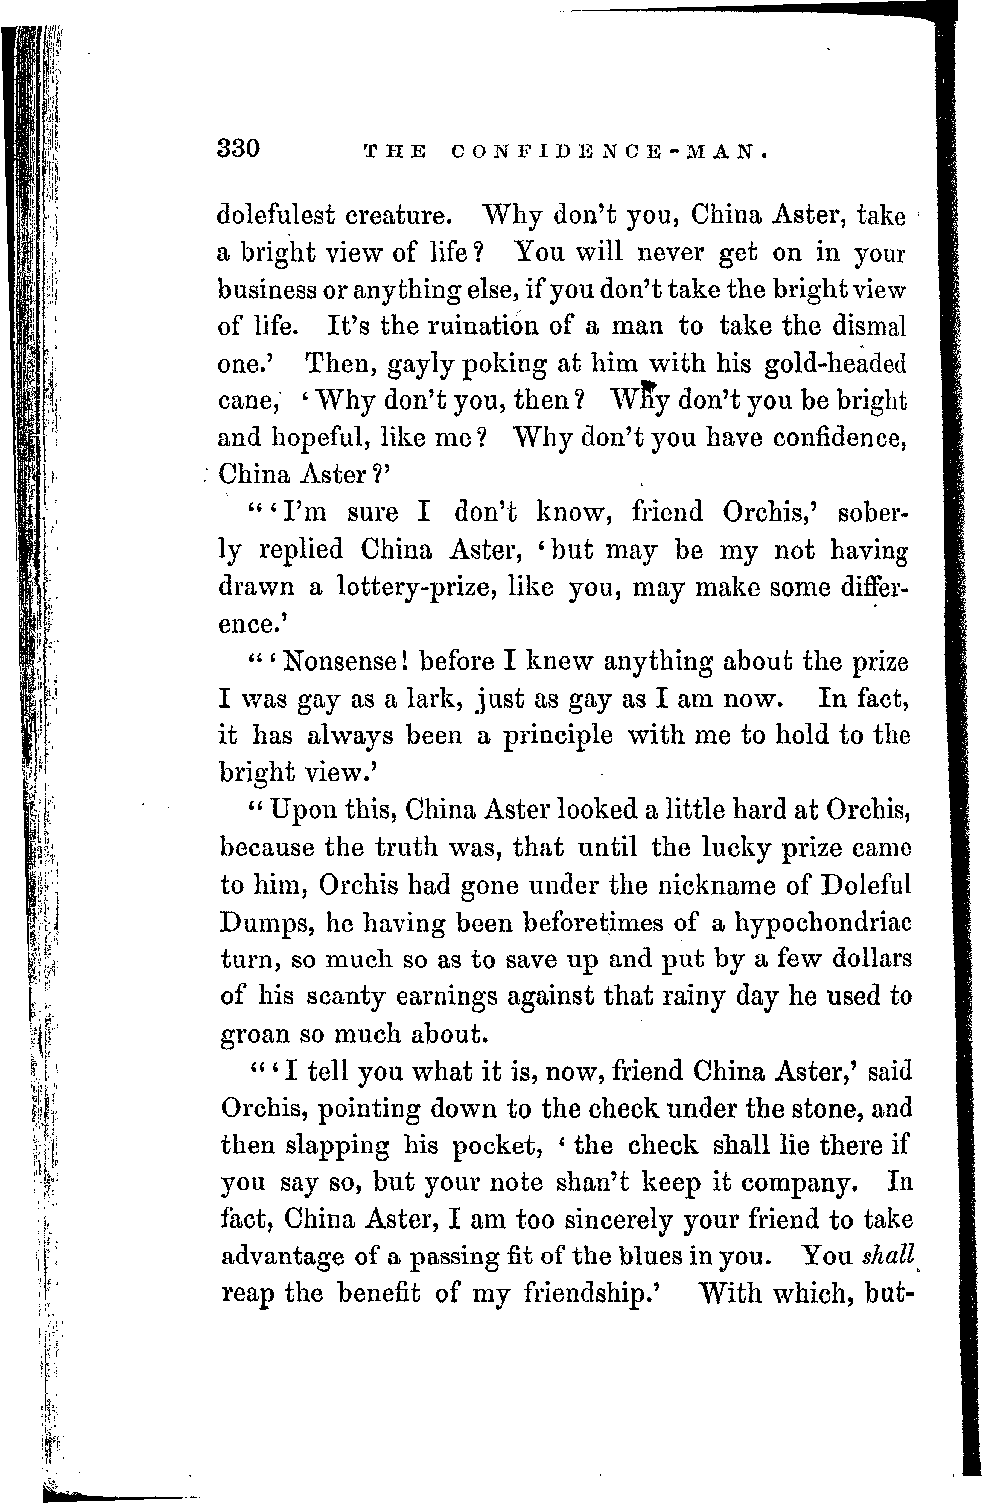 330 THE CONFIDENCE-MAN.
dolefulest creature. Why don't you, China Aster, take
a bright view of life? You will never get on in your
business or anything else, if you don't take the bright view
of life. It's the ruination of a man to take the dismal
one.' Then, gayly poking at him with his gold-headed
cane, 'Why don't you, then? Why don't you be bright
and hopeful, like me? Why don't you have confidence,
China Aster?'
"'I'm sure I don't know, friend Orchis,' sober-
ly replied China Aster, 'but may be my not having
drawn a lottery-prize, like you, may make some differ-
ence.'
"'Nonsense! before I knew anything about the prize
I was gay as a lark, just as gay as I am now. In fact,
it has always been a principle with me to hold to the
bright view.'
"Upon this, China Aster looked a little hard at Orchis,
because the truth was, that until the lucky prize came
to him, Orchis had gone under the nickname of Doleful
Dumps, he having been beforetimes of a hypochondriac
turn, so much so as to save up and put by a few dollars
of his scanty earnings against that rainy day he used to
groan so much about.
"'I tell you what it is, now, friend China Aster,' said
Orchis, pointing down to the check under the stone, and
then slapping his pocket, 'the check shall lie there if
you say so, but your note shan't keep it company. In
fact, China Aster, I am too sincerely your friend to take
advantage of a passing fit of the blues in you. You shall
reap the benefit of my friendship.' With which, but-